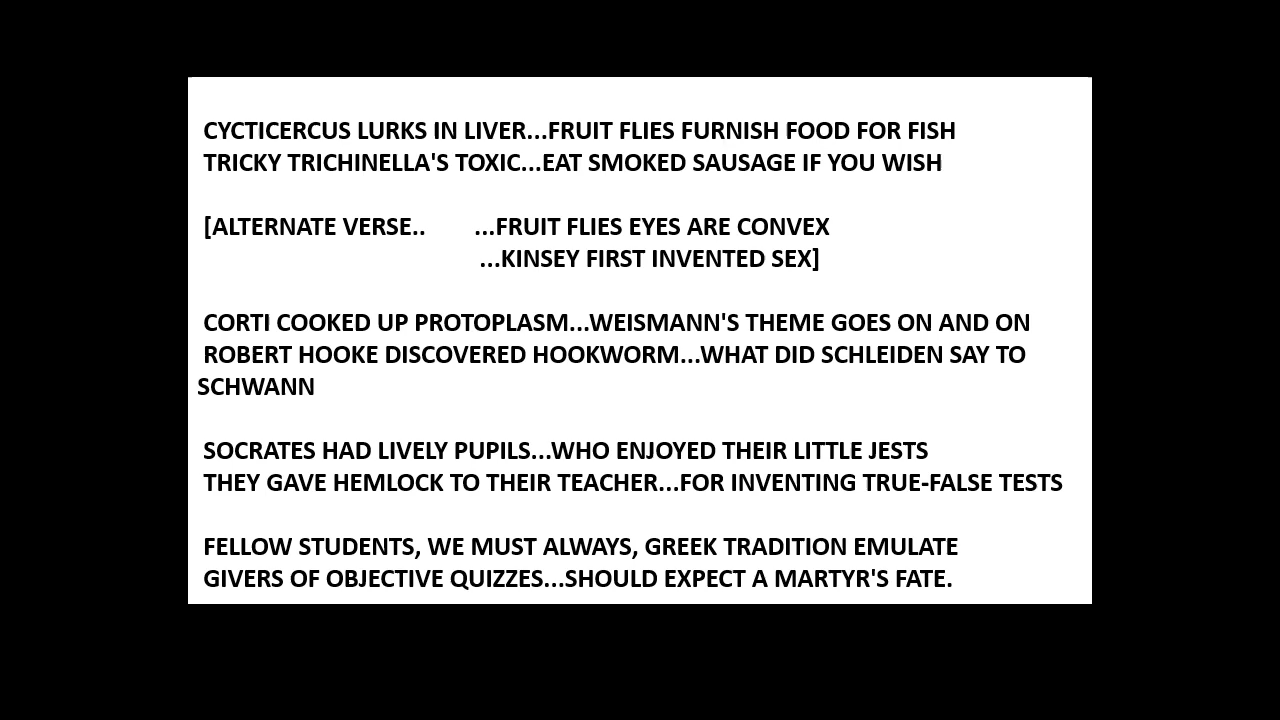 CYCTICERCUS LURKS IN LIVER...FRUIT FLIES FURNISH FOOD FOR FISH
TRICKY TRICHINELLA'S TOXIC...EAT SMOKED SAUSAGE IF YOU WISH
[ALTERNATE VERSE.. ...FRUIT FLIES EYES ARE CONVEX
...KINSEY FIRST INVENTED SEX]
CORTI COOKED UP PROTOPLASM...WEISMANN'S THEME GOES ON AND ON
ROBERT HOOKE DISCOVERED HOOKWORM...WHAT DID SCHLEIDEN SAY TO
SCHWANN
SOCRATES HAD LIVELY PUPILS...WHO ENJOYED THEIR LITTLE JESTS
THEY GAVE HEMLOCK TO THEIR TEACHER...FOR INVENTING TRUE-FALSE TESTS
FELLOW STUDENTS, WE MUST ALWAYS, GREEK TRADITION EMULATE
GIVERS OF OBJECTIVE QUIZZES...SHOULD EXPECT A MARTYR'S FATE.